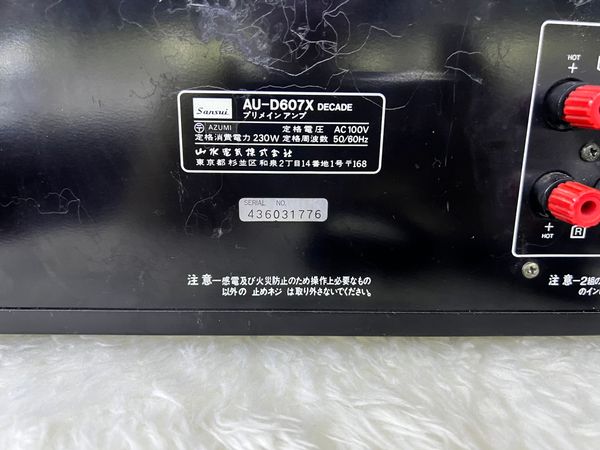 Sansui
AU-D607X DECADE
プリメインアンプ
〒 AZUMI 定格電圧 AC100V
定格消費電力 230W 定格周波数 50/60Hz
山水電気株式会社
東京都杉並区和泉2丁目14番地1号〒168
SERIAL NO.
436031776
注意—感電及び火災防止のため操作上必要なもの
以外の 止めネジ は取り外さないでください。
HOT
+
+
HOT
R
注意—2組の
のイン